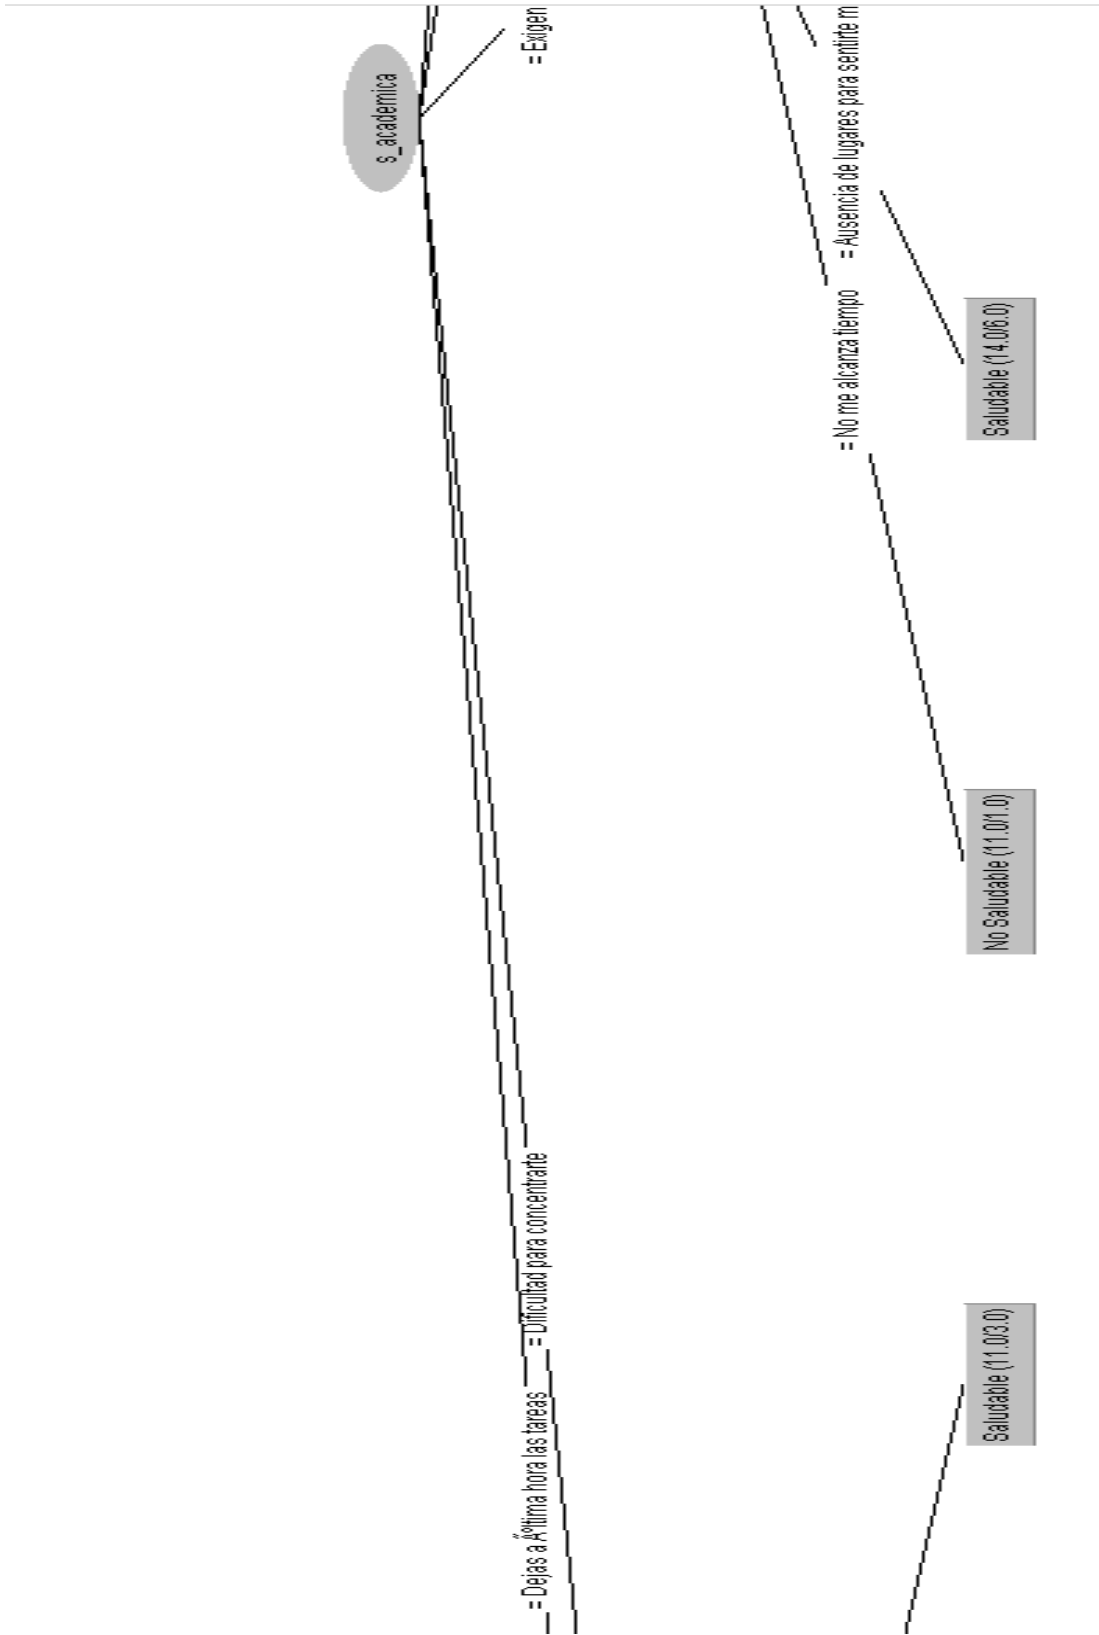 s_academica
= Dejas a Ãºltima hora las tareas
= Dificultad para concentrarte
= Exigen
= No me alcanza tiempo
= Ausencia de lugares para sentirte m
Saludable (11.0/3.0)
No Saludable (11.0/1.0)
Saludable (14.0/6.0)